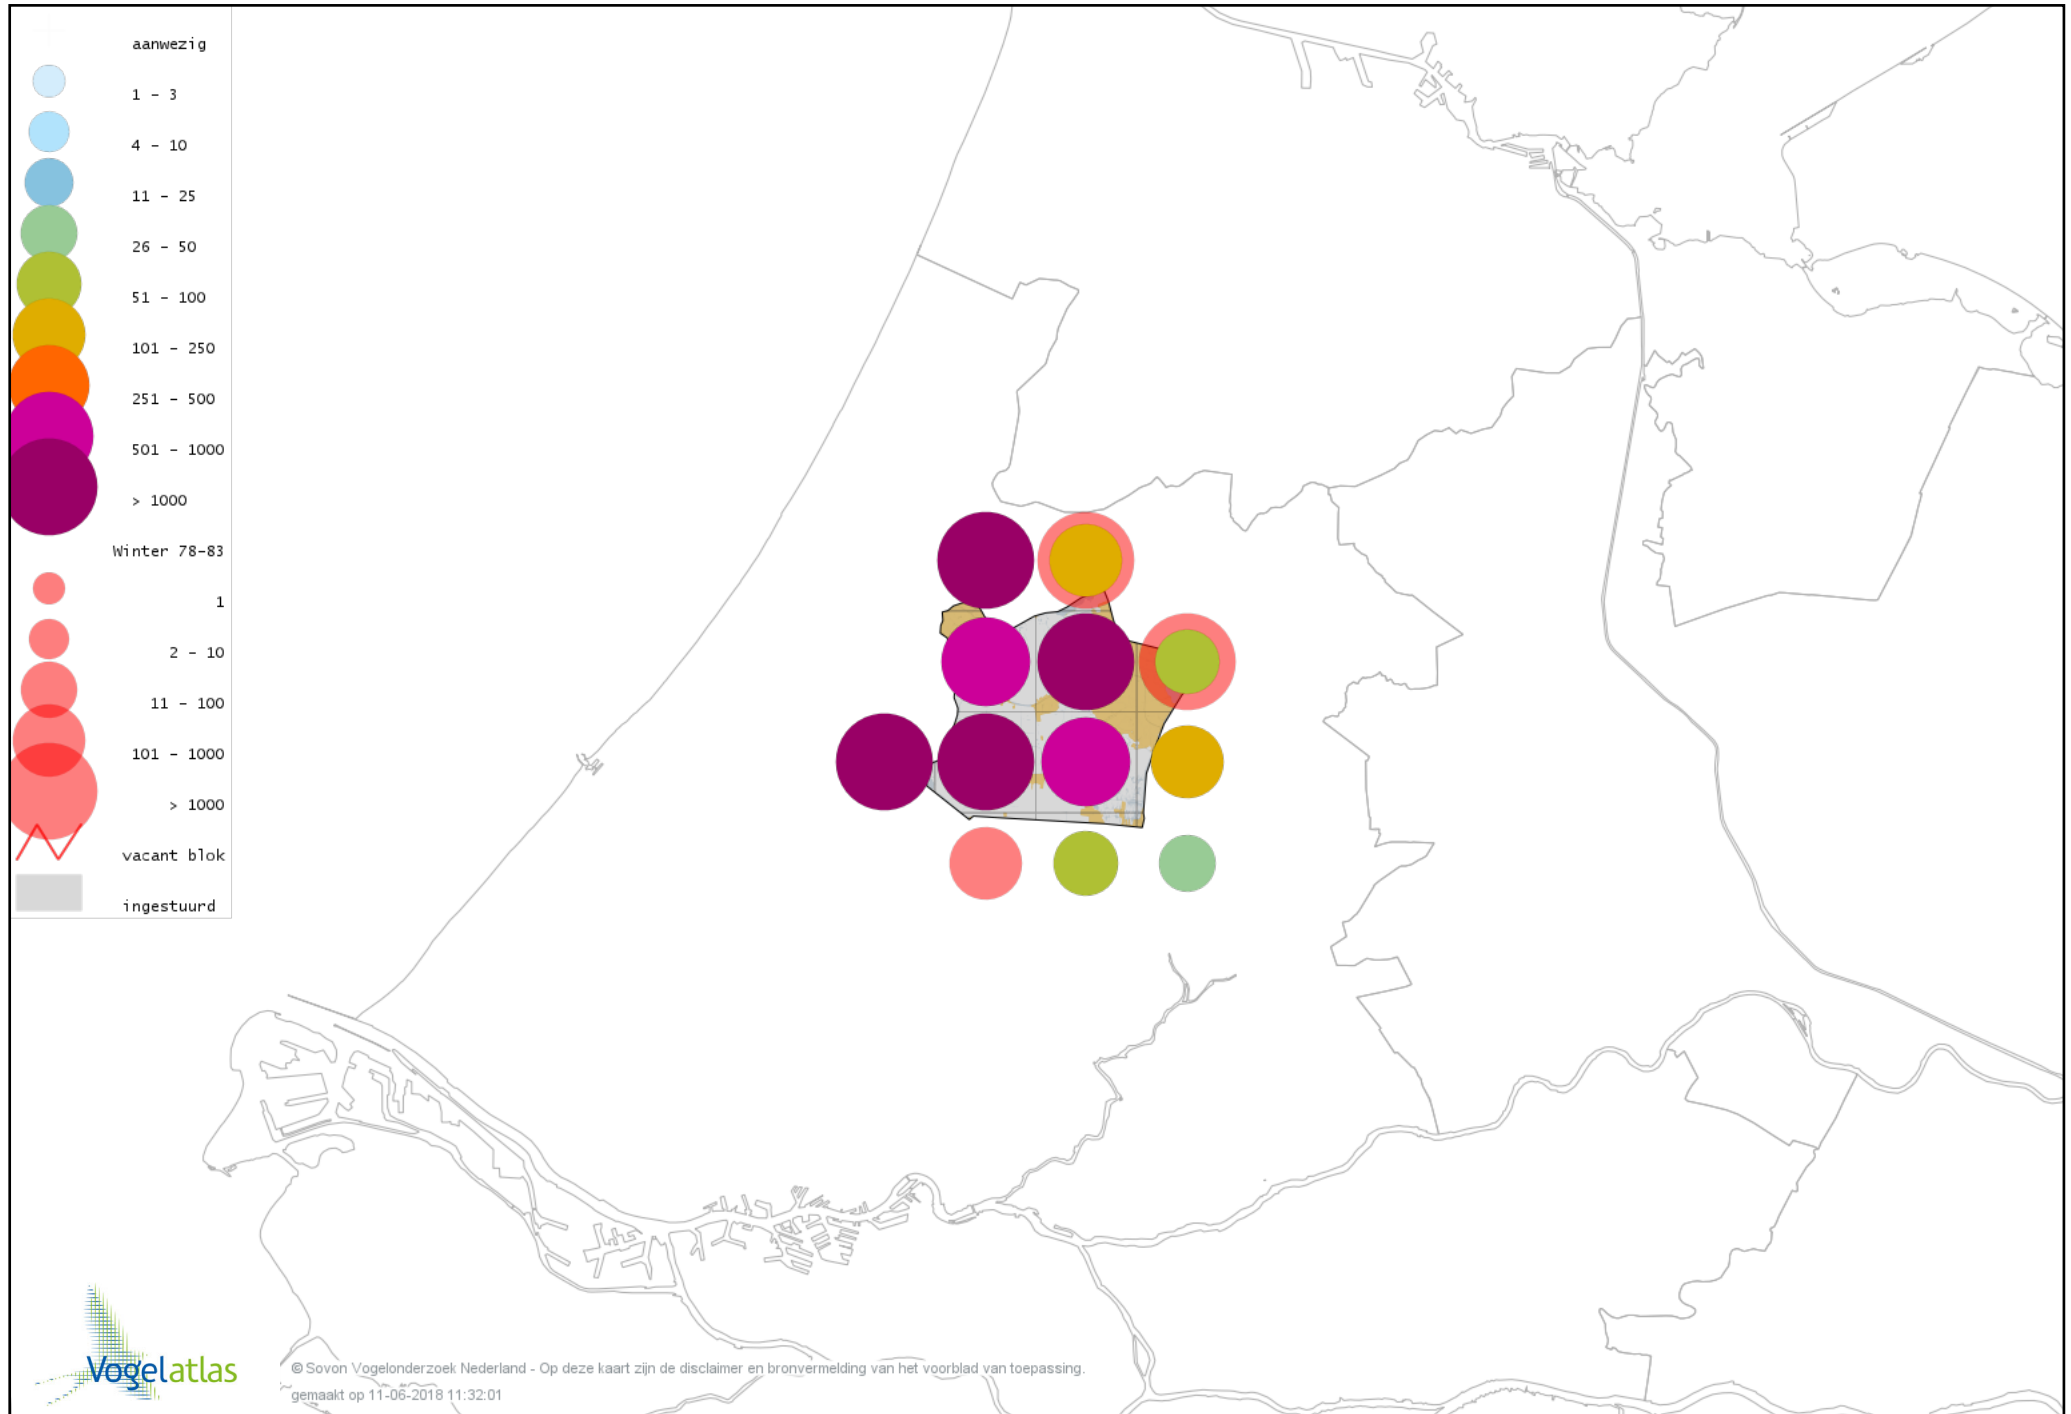 aanwezig
1 - 3
4 - 10
11 - 25
26 - 50
51 - 100
101 - 250
251 - 500
501 - 1000
> 1000
Winter 78-83
1
2 - 10
11 - 100
101 - 1000
> 1000
vacant blok
ingestuurd
Vogelatlas
© Sovon Vogelonderzoek Nederland - Op deze kaart zijn de disclaimer en bronvermelding van het voorblad van toepassing.
gemaakt op 11-06-2018 11:32:01